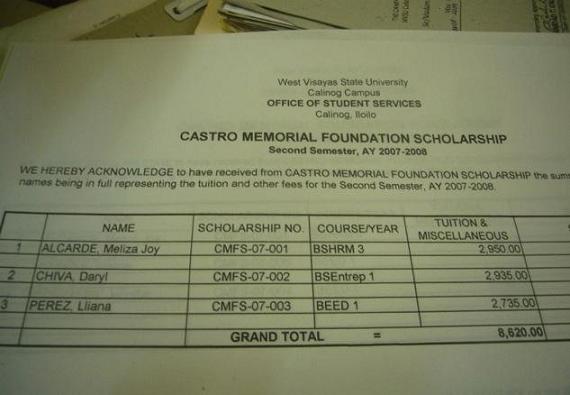 West Visayas State University
Calinog Campus
OFFICE OF STUDENT SERVICES
Calinog, Iloilo
CASTRO MEMORIAL FOUNDATION SCHOLARSHIP
Second Semester, AY 2007-2008
WE HEREBY ACKNOWLEDGE to have received from CASTRO MEMORIAL FOUNDATION SCHOLARSHIP the
names being in full representing the tuition and other fees for the Second Semester, AY 2007-2008.
NAME SCHOLARSHIP NO. COURSE/YEAR TUITION & MISCELLANEOUS
1 ALCARDE, Meliza Joy CMFS-07-001 BSHRM 3 2,950.00
2 CHIVA, Daryl CMFS-07-002 BSEntrep 1 2,935.00
3 PEREZ, Lliana CMFS-07-003 BEED 1 2,735.00
GRAND TOTAL = 8,620.00